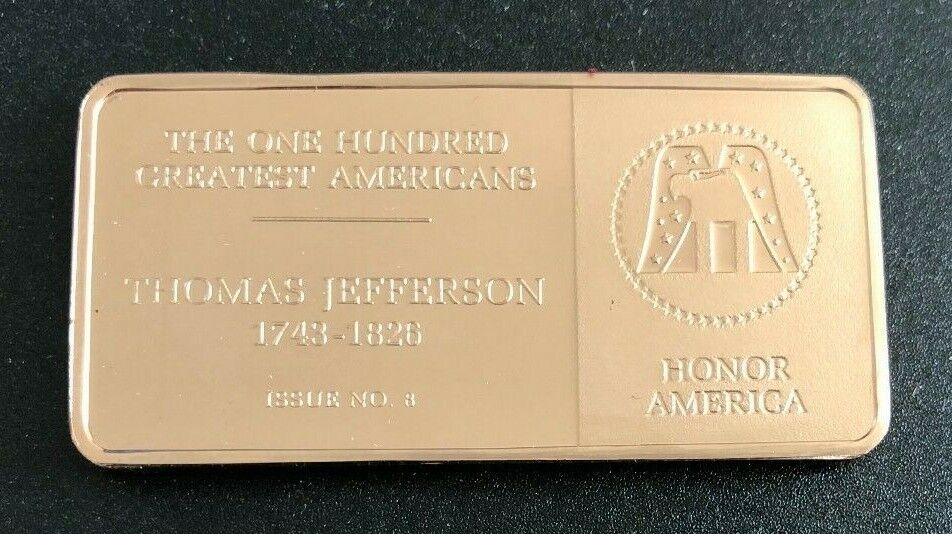 THE ONE HUNDRED
GREATEST AMERICANS
THOMAS JEFFERSON
1743-1826
ISSUE NO. 8
HONOR
AMERICA